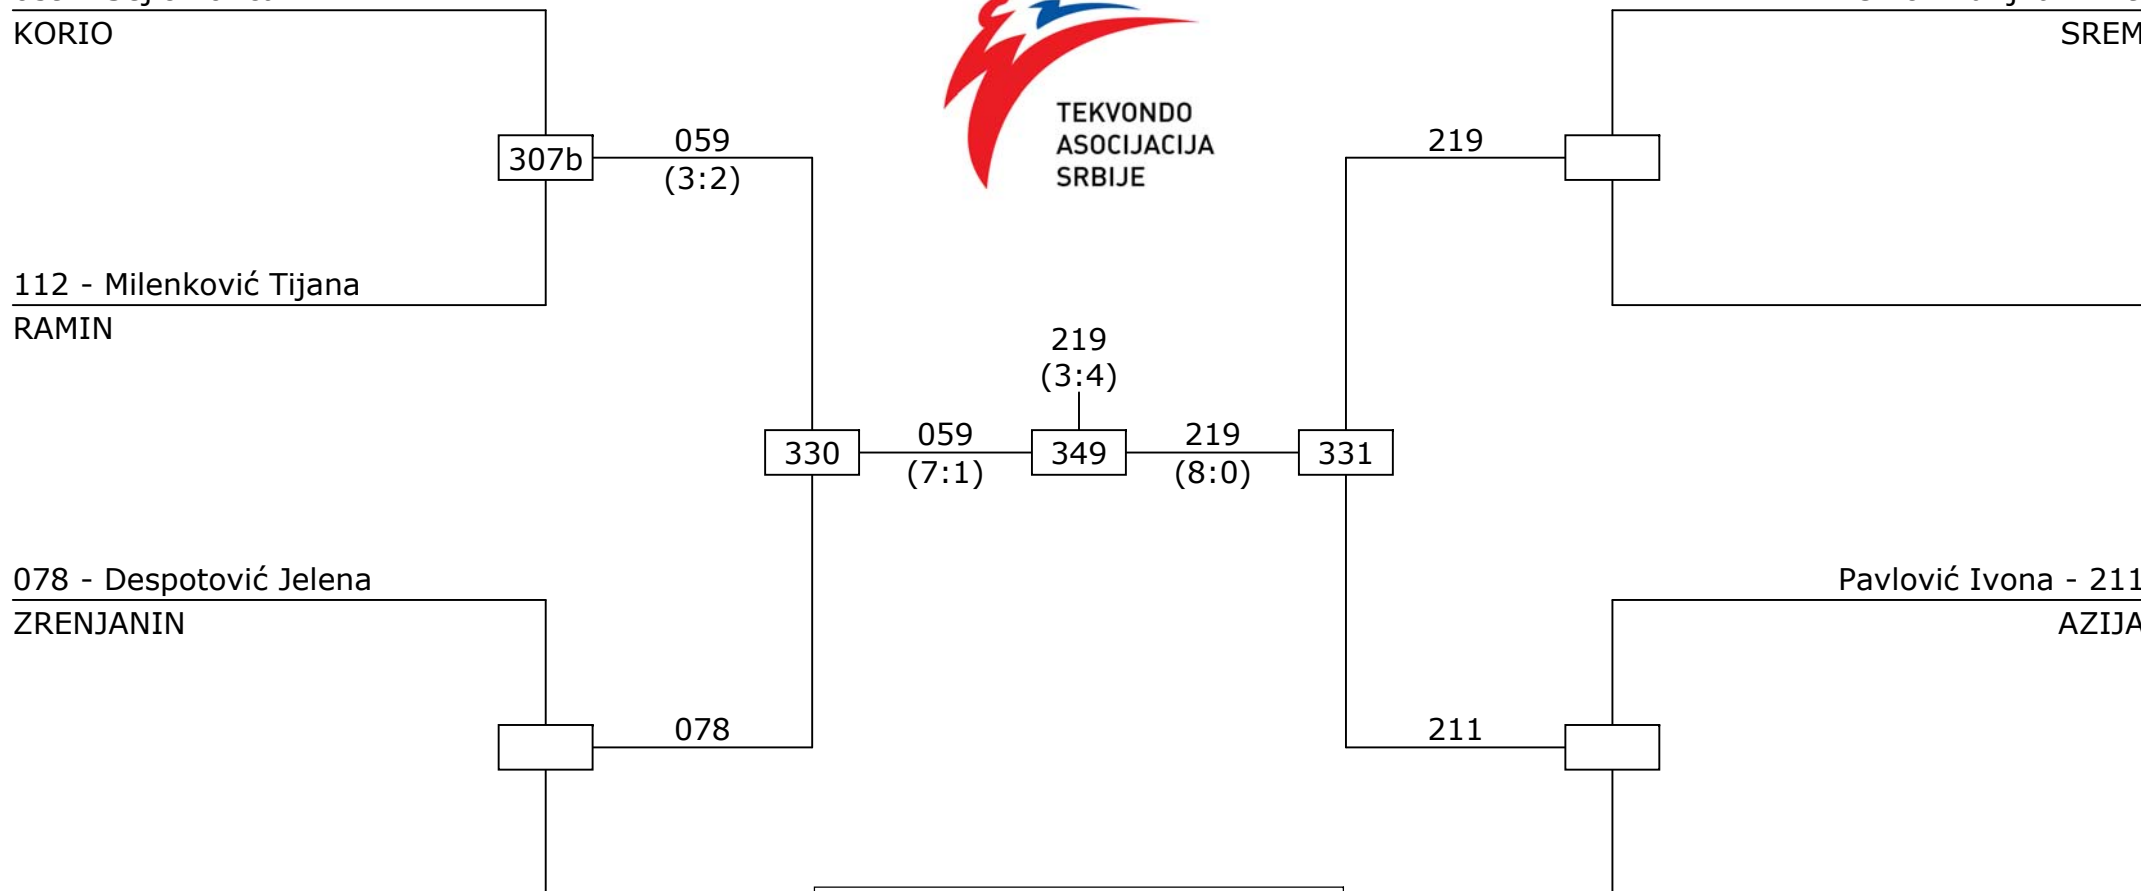 KORIO
SREM
TEKVONDO
ASOCIJACIJA
SRBIJE
059
307b
(3:2)
219
112 - Milenković Tijana
RAMIN
219
(3:4)
059
330
(7:1)
349
219
(8:0)
331
078 - Despotović Jelena
ZRENJANIN
Pavlović Ivona - 211
AZIJA
078
211